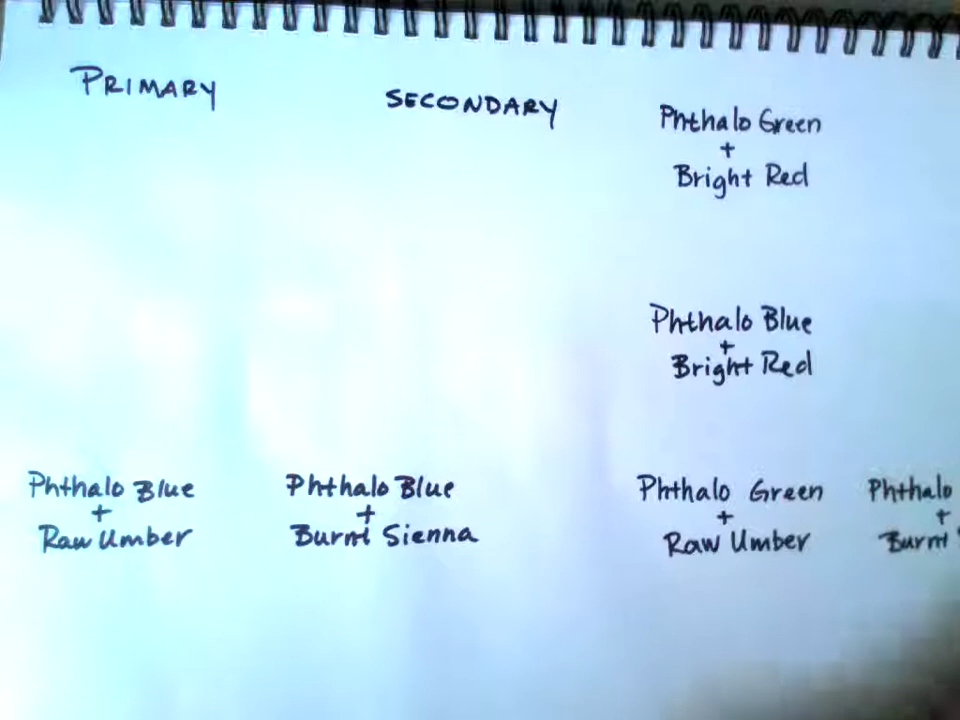 PRIMARY
SECONDARY
Phthalo Green
+
Bright Red
Phthalo Blue
+
Bright Red
Phthalo Blue
+
Raw Umber
Phthalo Blue
+
Burnt Sienna
Phthalo Green
+
Raw Umber
Phthalo
+
Burnt